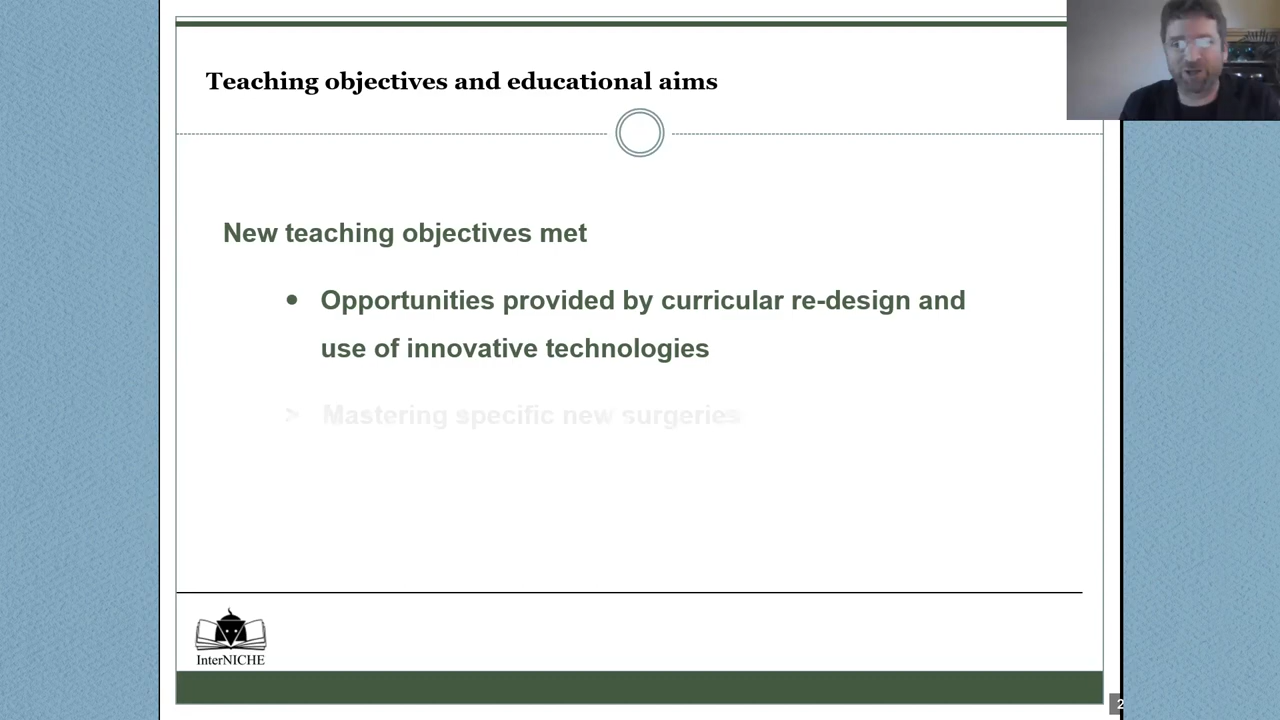 Teaching objectives and educational aims
New teaching objectives met
• Opportunities provided by curricular re-design and
use of innovative technologies
➢ Mastering specific new surgeries
InterNICHE
2